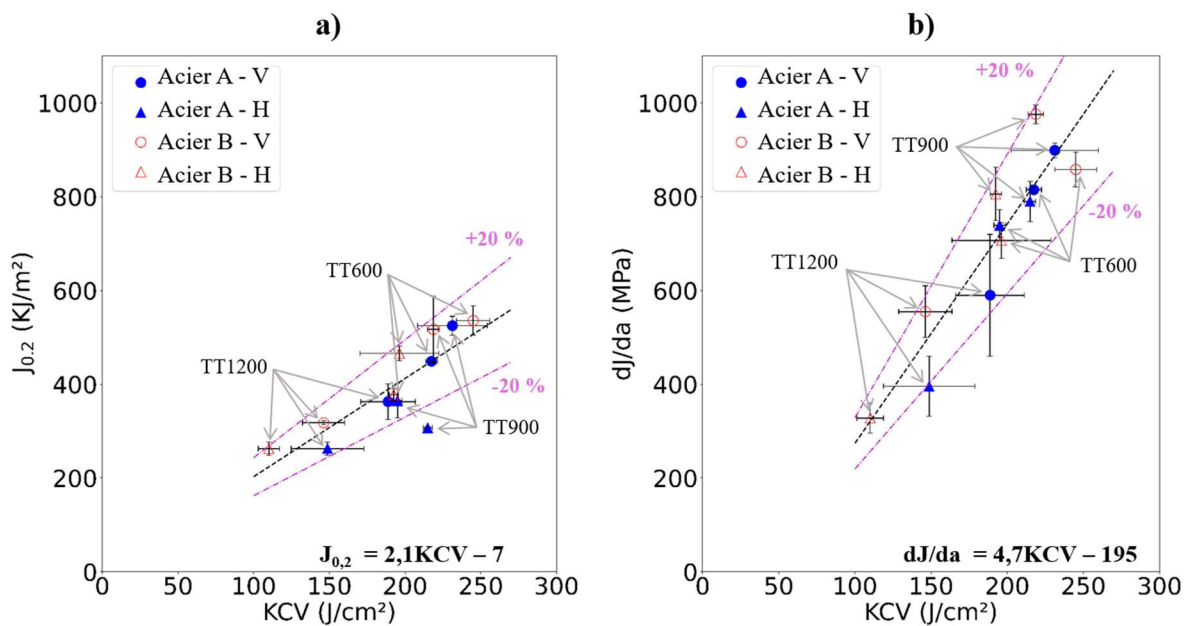 a)
Acier A - V
Acier A - H
Acier B - V
Acier B - H
+20 %
-20 %
TT600
TT1200
TT900
J0.2 (KJ/m²)
1000
800
600
400
200
0
0 50 100 150 200 250 300
KCV (J/cm²)
J0,2 = 2,1KCV – 7
b)
Acier A - V
Acier A - H
Acier B - V
Acier B - H
+20 %
TT900
-20 %
TT1200
TT600
dJ/da (MPa)
1000
800
600
400
200
0
0 50 100 150 200 250 300
KCV (J/cm²)
dJ/da = 4,7KCV – 195